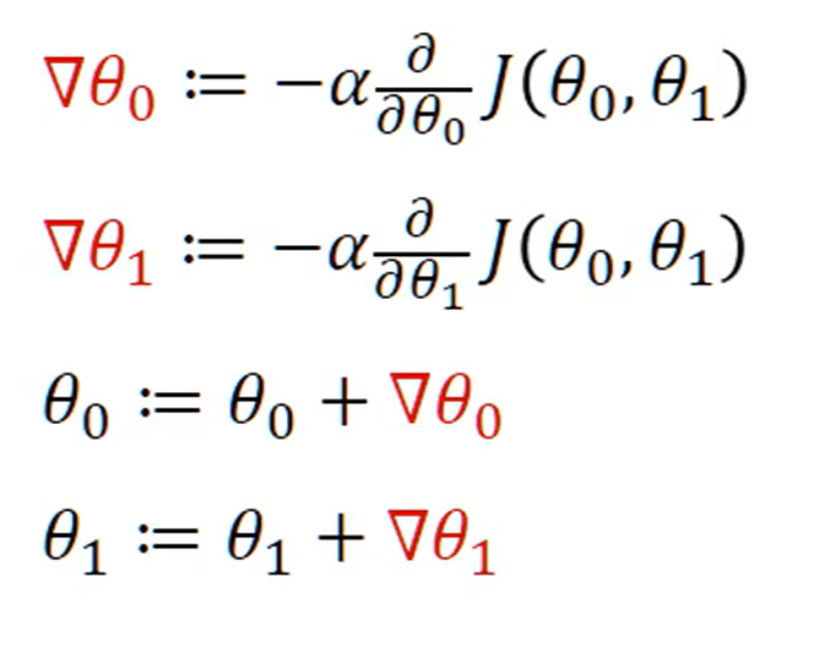 ∇θ₀ := −α ∂/∂θ₀ J(θ₀, θ₁)
∇θ₁ := −α ∂/∂θ₁ J(θ₀, θ₁)
θ₀ := θ₀ + ∇θ₀
θ₁ := θ₁ + ∇θ₁